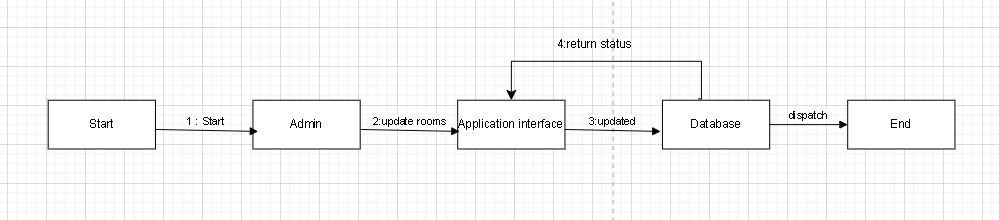 4:return status
Start
1 : Start
Admin
2:update rooms
Application interface
3:updated
Database
dispatch
End